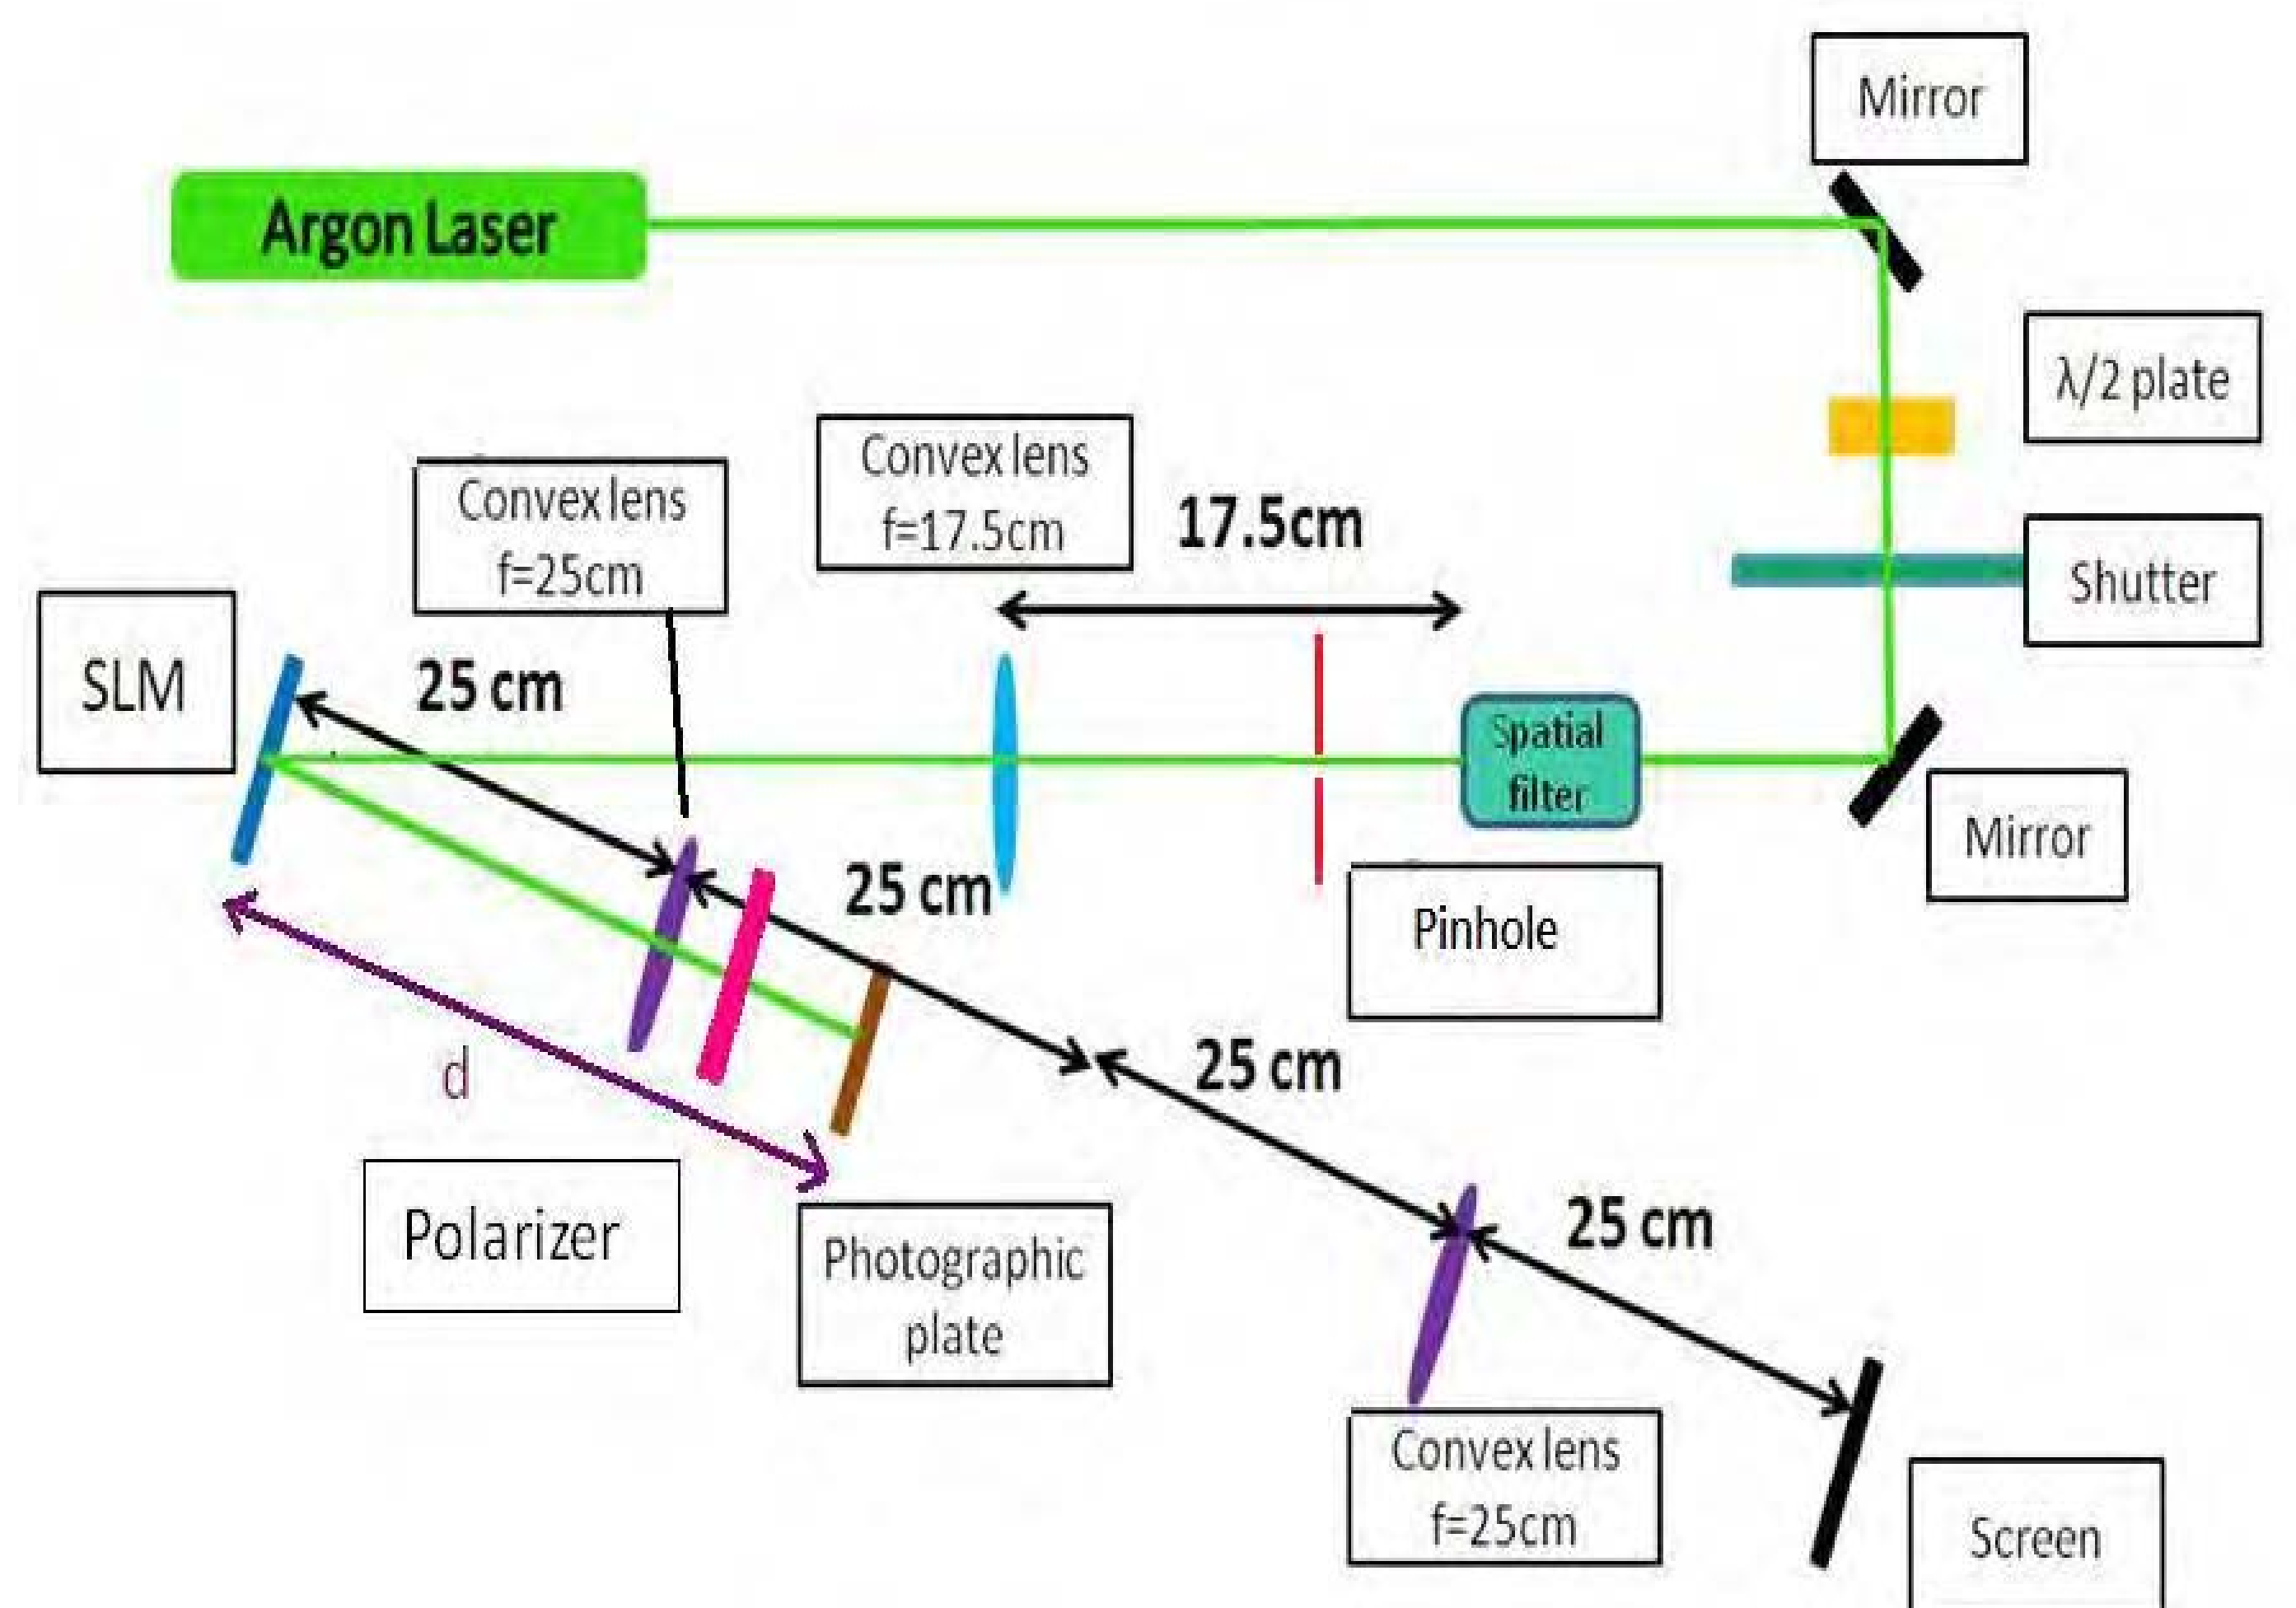 Mirror
Argon Laser
λ/2 plate
Convex lens
f=17.5cm
17.5cm
Convex lens
f=25cm
Shutter
SLM
25 cm
Spatial
filter
Mirror
25 cm
Pinhole
25 cm
d
Polarizer
Photographic
plate
25 cm
Convex lens
f=25cm
Screen